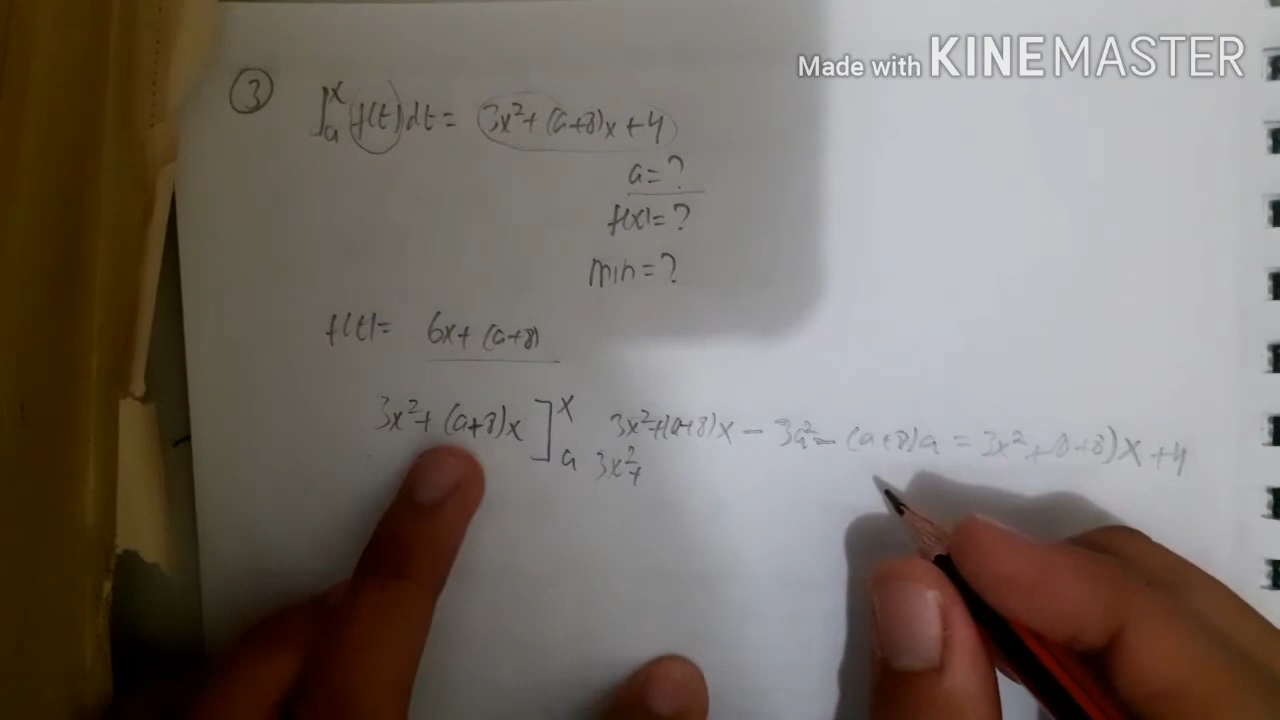 Made with KINEMASTER
③ ∫ₐˣ f(t)dt = 3x²+(a+8)x+4
a=?
f(x)=?
min=?
f(t)= 6x+(a+8)
3x²+(a+8)x]ₐˣ 3x²+(a+8)x - 3a² - (a+8)a = 3x²+(a+8)x+4
3x²+